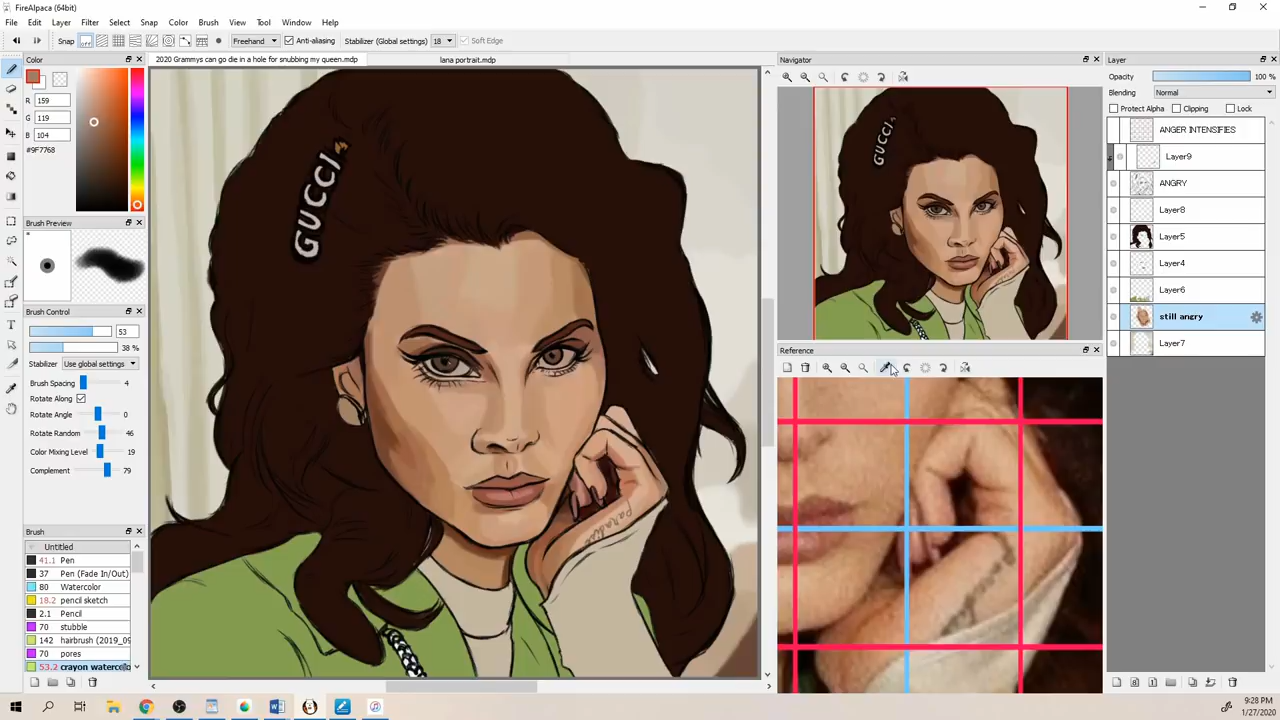 FireAlpaca (64bit)
File Edit Layer Filter Select Snap Color Brush View Tool Window Help
Snap OFF Freehand Anti-aliasing Stabilizer (Global settings) 18 Soft Edge
Color
R 159
G 119
B 104
#9F7768
Brush Preview
Brush Control
53
38 %
Stabilizer Use global settings
Brush Spacing 4
Rotate Along
Rotate Angle 0
Rotate Random 46
Color Mixing Level 19
Complement 79
Brush
Untitled
41.1 Pen
37 Pen (Fade In/Out)
80 Watercolor
18.2 pencil sketch
2.1 Pencil
70 stubble
142 hairbrush (2019_09
70 pores
53.2 crayon waterco
2020 Grammys can go die in a hole for snubbing my queen.mdp
lana portrait.mdp
GUCCI
paradise
Navigator
GUCCI
Reference
Layer
Opacity 100 %
Blending Normal
Protect Alpha Clipping Lock
ANGER INTENSIFIES
Layer9
ANGRY
Layer8
Layer5
Layer4
Layer6
still angry
Layer7
9:28 PM
1/27/2020